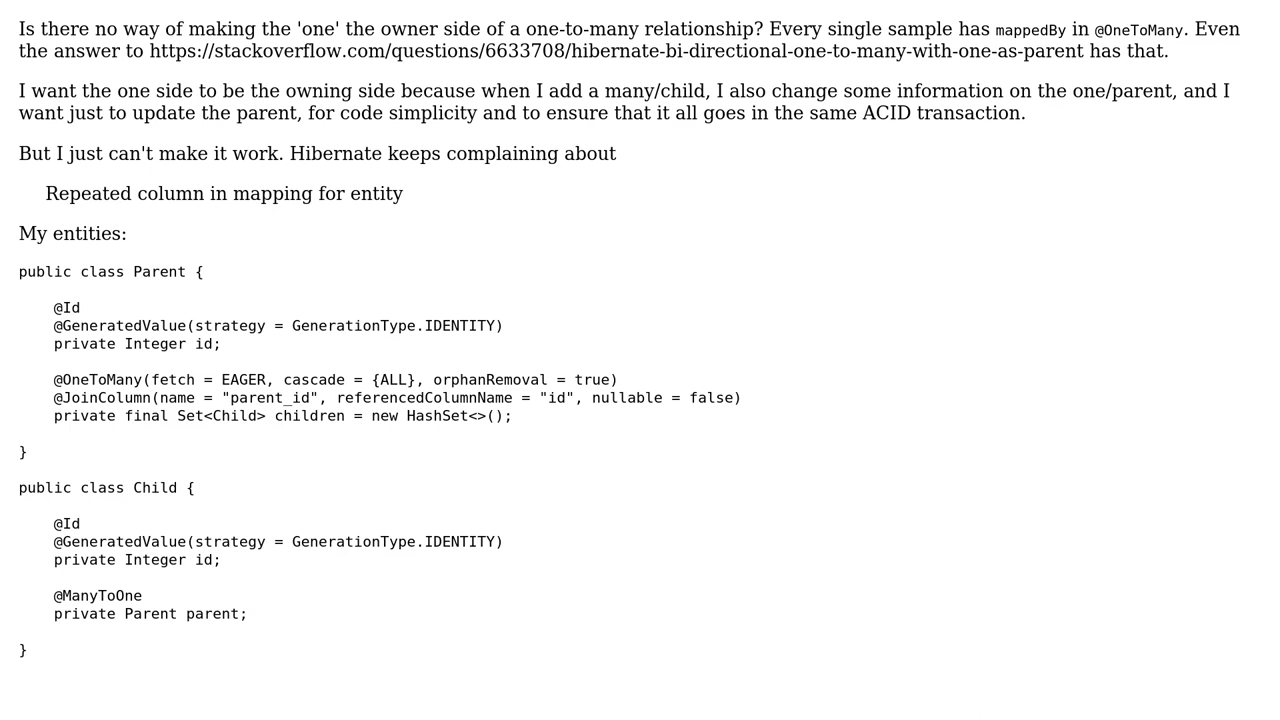 Is there no way of making the 'one' the owner side of a one-to-many relationship? Every single sample has mappedBy in @OneToMany. Even
the answer to https://stackoverflow.com/questions/6633708/hibernate-bi-directional-one-to-many-with-one-as-parent has that.
I want the one side to be the owning side because when I add a many/child, I also change some information on the one/parent, and I
want just to update the parent, for code simplicity and to ensure that it all goes in the same ACID transaction.
But I just can't make it work. Hibernate keeps complaining about
Repeated column in mapping for entity
My entities:
public class Parent {
    @Id
    @GeneratedValue(strategy = GenerationType.IDENTITY)
    private Integer id;
    @OneToMany(fetch = EAGER, cascade = {ALL}, orphanRemoval = true)
    @JoinColumn(name = "parent_id", referencedColumnName = "id", nullable = false)
    private final Set<Child> children = new HashSet<>();
}
public class Child {
    @Id
    @GeneratedValue(strategy = GenerationType.IDENTITY)
    private Integer id;
    @ManyToOne
    private Parent parent;
}